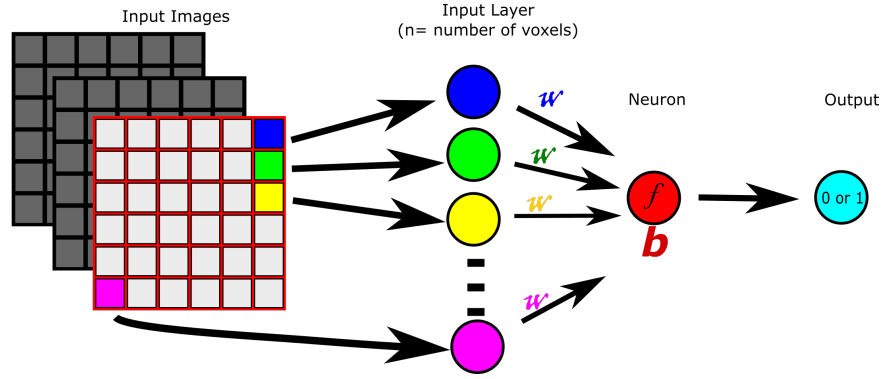 Input Images
Input Layer
(n= number of voxels)
Neuron
Output
w
w
w
w
f
b
0 or 1